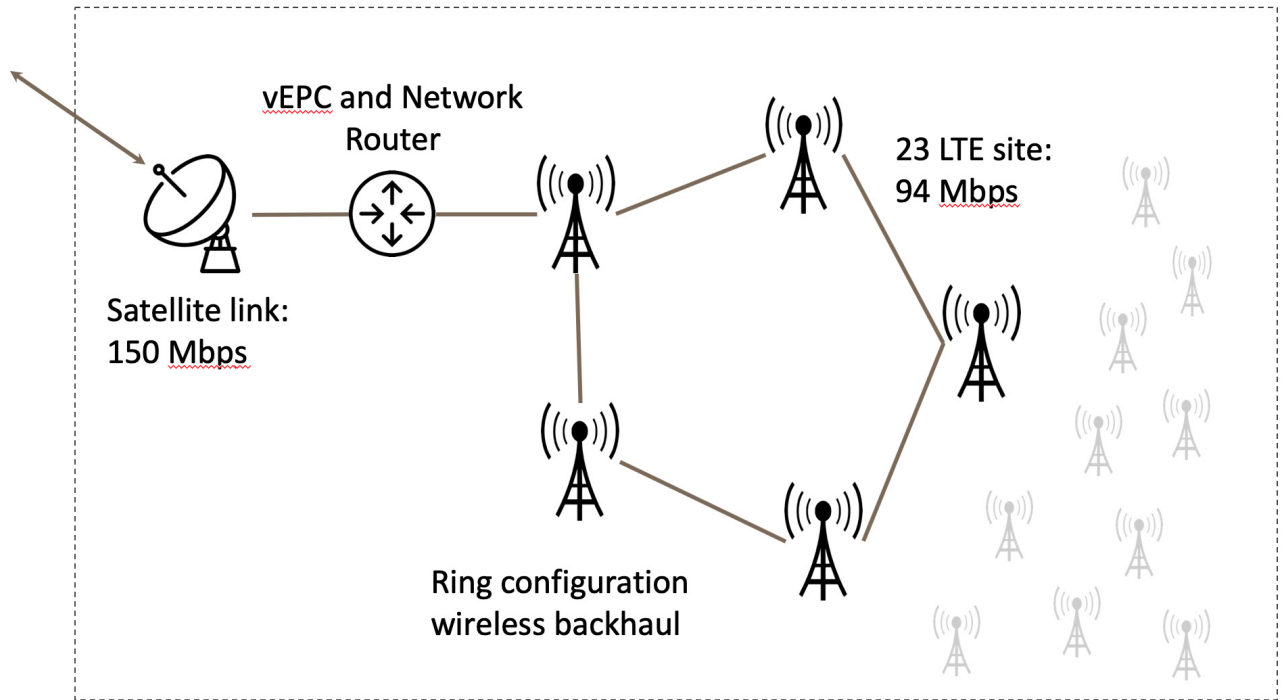 vEPC and Network
Router
23 LTE site:
94 Mbps
Satellite link:
150 Mbps
Ring configuration
wireless backhaul